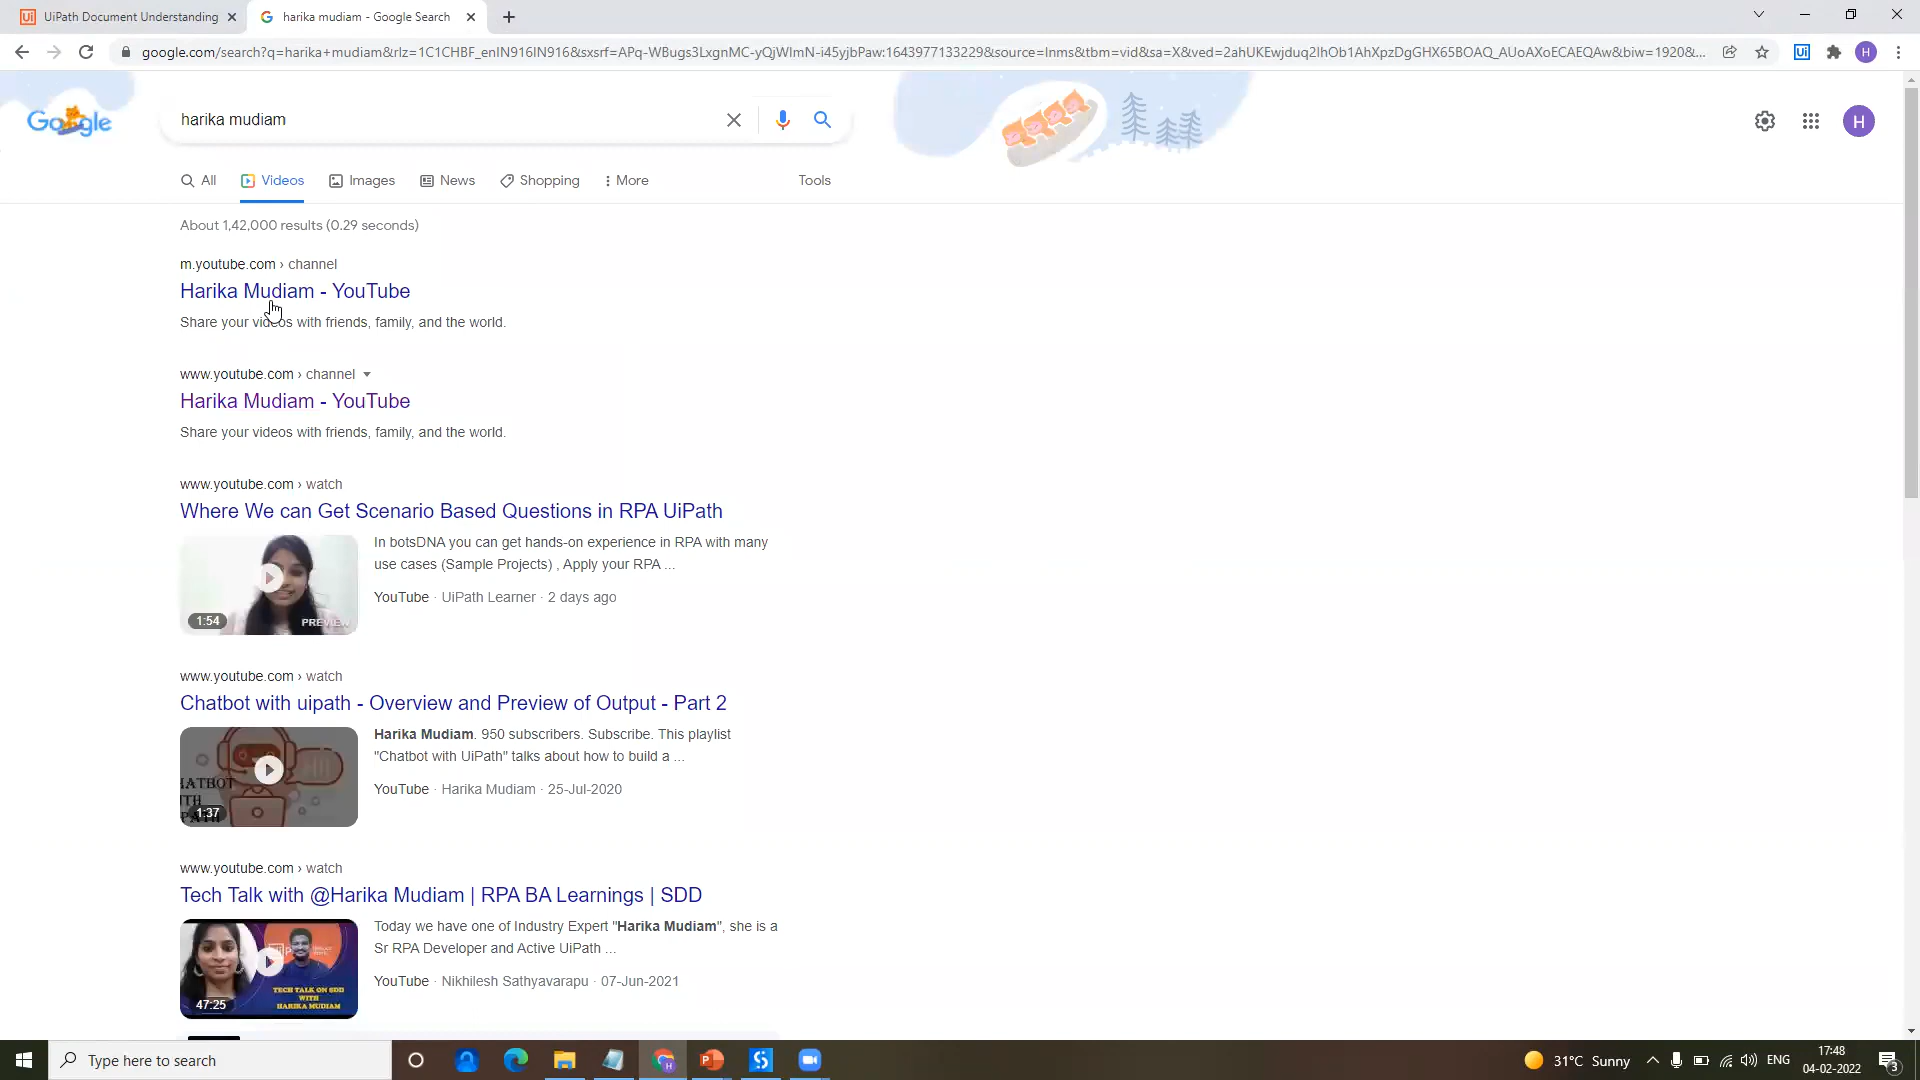 UiPath Document Understanding
harika mudiam - Google Search
google.com/search?q=harika+mudiam&rlz=1C1CHBF_enIN916IN916&sxsrf=APq-WBugs3LxgnMC-yQjWlmN-i45yjbPaw:1643977133229&source=lnms&tbm=vid&sa=X&ved=2ahUKEwjduq2lhOb1AhXpzDgGHX65BOAQ_AUoAXoECAEQAw&biw=1920&...
Google
harika mudiam
H
All Videos Images News Shopping More Tools
About 1,42,000 results (0.29 seconds)
m.youtube.com › channel
Harika Mudiam - YouTube
Share your videos with friends, family, and the world.
www.youtube.com › channel
Harika Mudiam - YouTube
Share your videos with friends, family, and the world.
www.youtube.com › watch
Where We can Get Scenario Based Questions in RPA UiPath
In botsDNA you can get hands-on experience in RPA with many
use cases (Sample Projects) , Apply your RPA ...
YouTube · UiPath Learner · 2 days ago
1:54
PREVIEW
www.youtube.com › watch
Chatbot with uipath - Overview and Preview of Output - Part 2
Harika Mudiam. 950 subscribers. Subscribe. This playlist
"Chatbot with UiPath" talks about how to build a ...
YouTube · Harika Mudiam · 25-Jul-2020
1:37
www.youtube.com › watch
Tech Talk with @Harika Mudiam | RPA BA Learnings | SDD
Today we have one of Industry Expert "Harika Mudiam", she is a
Sr RPA Developer and Active UiPath ...
YouTube · Nikhilesh Sathyavarapu · 07-Jun-2021
TECH TALK ON SDD
WITH
HARIKA MUDIAM
47:25
Type here to search
31°C Sunny
ENG
17:48
04-02-2022
3